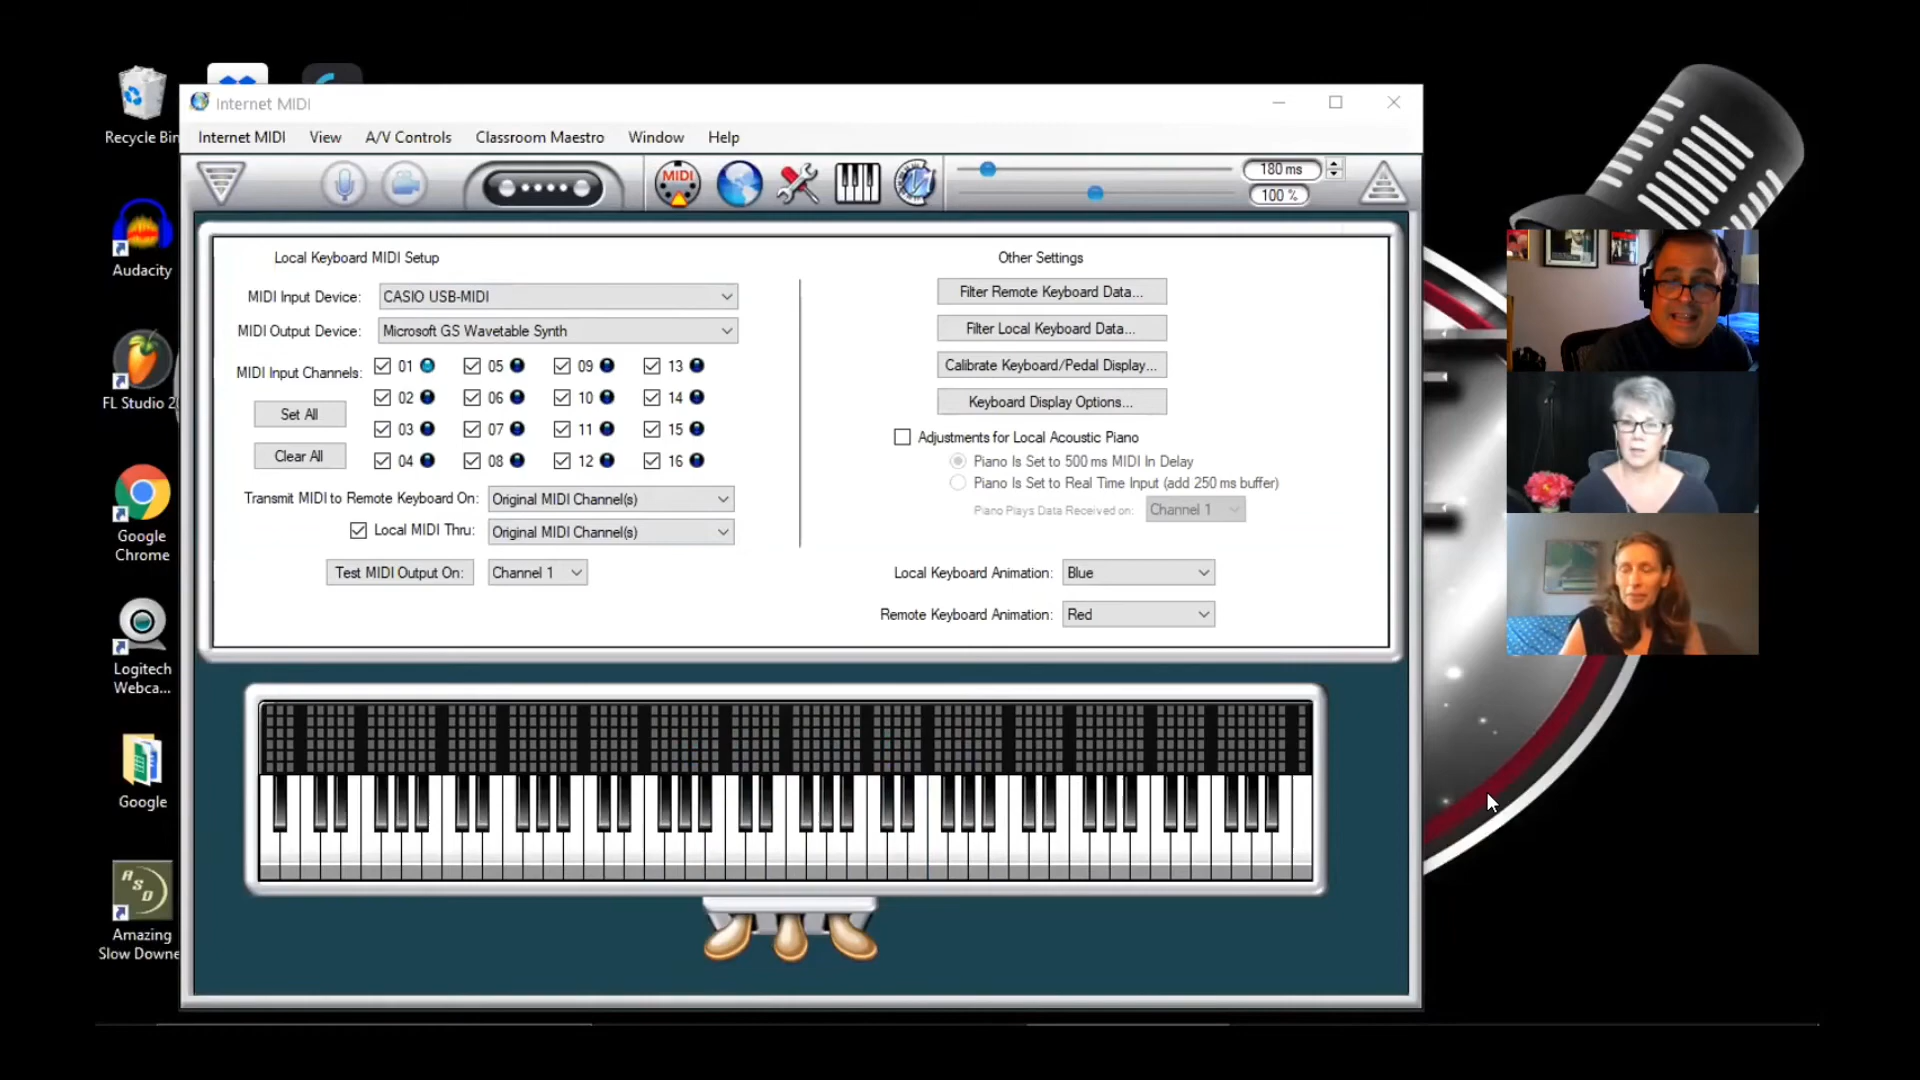 Internet MIDI
Internet MIDI View A/V Controls Classroom Maestro Window Help
MIDI
180 ms
100 %
Recycle Bin
Audacity
FL Studio 2
Google
Chrome
Logitech
Webca...
Google
RSD
Amazing
Slow Downe
Local Keyboard MIDI Setup
MIDI Input Device: CASIO USB-MIDI
MIDI Output Device: Microsoft GS Wavetable Synth
MIDI Input Channels: 01 05 09 13
02 06 10 14
03 07 11 15
04 08 12 16
Set All
Clear All
Transmit MIDI to Remote Keyboard On: Original MIDI Channel(s)
Local MIDI Thru: Original MIDI Channel(s)
Test MIDI Output On: Channel 1
Other Settings
Filter Remote Keyboard Data...
Filter Local Keyboard Data...
Calibrate Keyboard/Pedal Display...
Keyboard Display Options...
Adjustments for Local Acoustic Piano
Piano Is Set to 500 ms MIDI In Delay
Piano Is Set to Real Time Input (add 250 ms buffer)
Piano Plays Data Received on: Channel 1
Local Keyboard Animation: Blue
Remote Keyboard Animation: Red